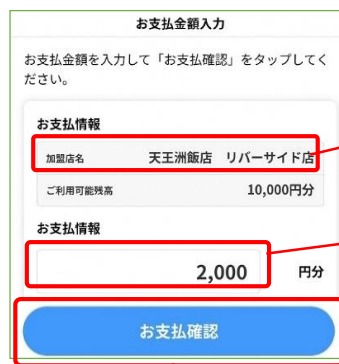 お支払金額入力
お支払金額を入力して「お支払確認」をタップしてく
ださい。
お支払情報
加盟店名 天王洲飯店 リバーサイド店
ご利用可能残高 10,000円分
お支払情報
2,000 円分
お支払確認